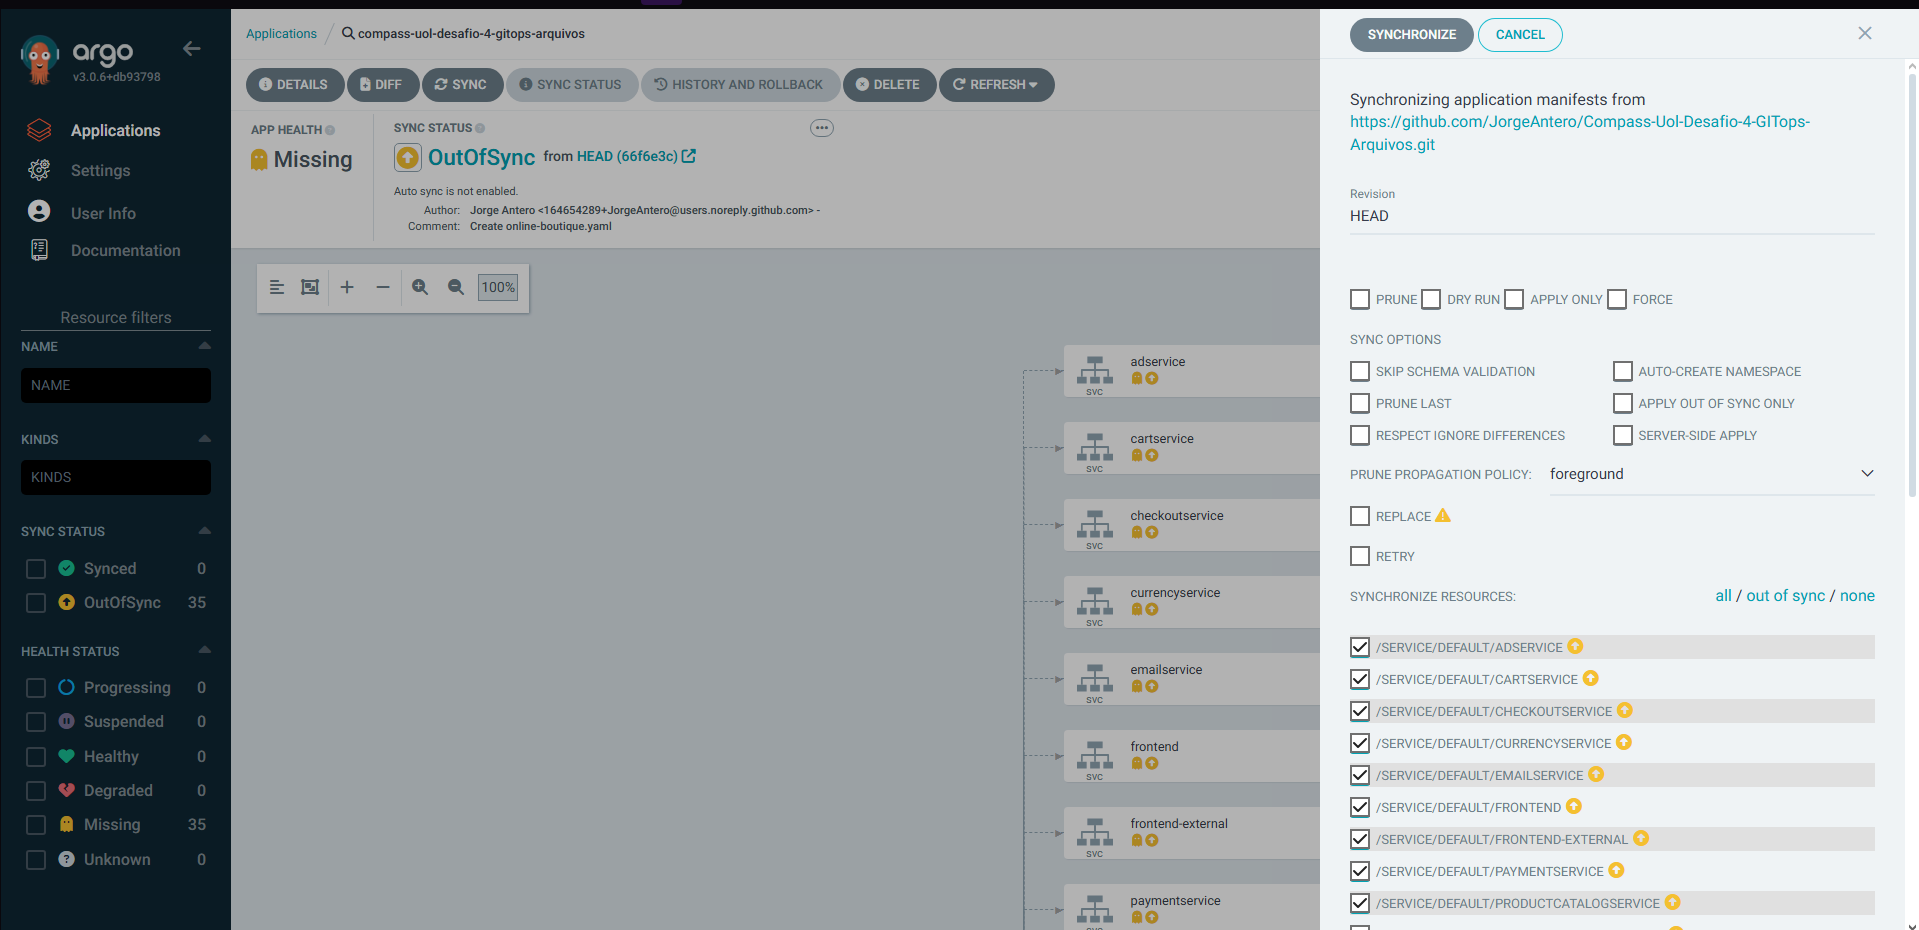 argo
v3.0.6+db93798
Applications
Settings
User Info
Documentation
Resource filters
NAME
NAME
KINDS
KINDS
SYNC STATUS
Synced 0
OutOfSync 35
HEALTH STATUS
Progressing 0
Suspended 0
Healthy 0
Degraded 0
Missing 35
Unknown 0
Applications / compass-uol-desafio-4-gitops-arquivos
DETAILS DIFF SYNC SYNC STATUS HISTORY AND ROLLBACK DELETE REFRESH
APP HEALTH
Missing
SYNC STATUS
OutOfSync from HEAD (66f6e3c)
Auto sync is not enabled.
Author: Jorge Antero <164654289+JorgeAntero@users.noreply.github.com> -
Comment: Create online-boutique.yaml
100%
adservice
svc
cartservice
svc
checkoutservice
svc
currencyservice
svc
emailservice
svc
frontend
svc
frontend-external
svc
paymentservice
svc
SYNCHRONIZE CANCEL
Synchronizing application manifests from
https://github.com/JorgeAntero/Compass-Uol-Desafio-4-GITops-
Arquivos.git
Revision
HEAD
PRUNE DRY RUN APPLY ONLY FORCE
SYNC OPTIONS
SKIP SCHEMA VALIDATION AUTO-CREATE NAMESPACE
PRUNE LAST APPLY OUT OF SYNC ONLY
RESPECT IGNORE DIFFERENCES SERVER-SIDE APPLY
PRUNE PROPAGATION POLICY: foreground
REPLACE
RETRY
SYNCHRONIZE RESOURCES: all / out of sync / none
/SERVICE/DEFAULT/ADSERVICE
/SERVICE/DEFAULT/CARTSERVICE
/SERVICE/DEFAULT/CHECKOUTSERVICE
/SERVICE/DEFAULT/CURRENCYSERVICE
/SERVICE/DEFAULT/EMAILSERVICE
/SERVICE/DEFAULT/FRONTEND
/SERVICE/DEFAULT/FRONTEND-EXTERNAL
/SERVICE/DEFAULT/PAYMENTSERVICE
/SERVICE/DEFAULT/PRODUCTCATALOGSERVICE